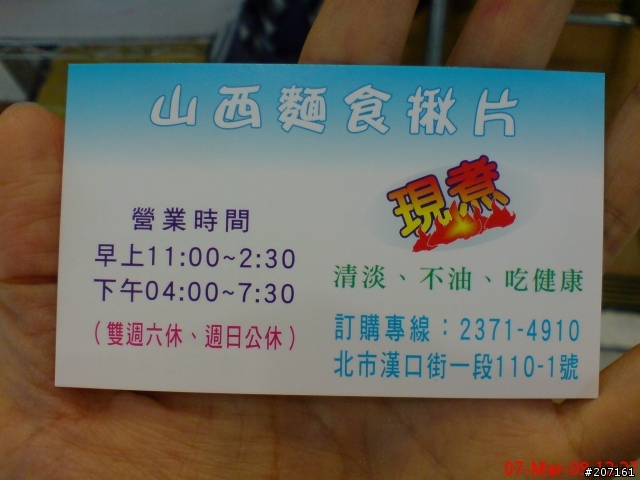 山西麵食揪片
現煮
營業時間
早上11:00~2:30
下午04:00~7:30
(雙週六休、週日公休)
清淡、不油、吃健康
訂購專線：2371-4910
北市漢口街一段110-1號
#207161